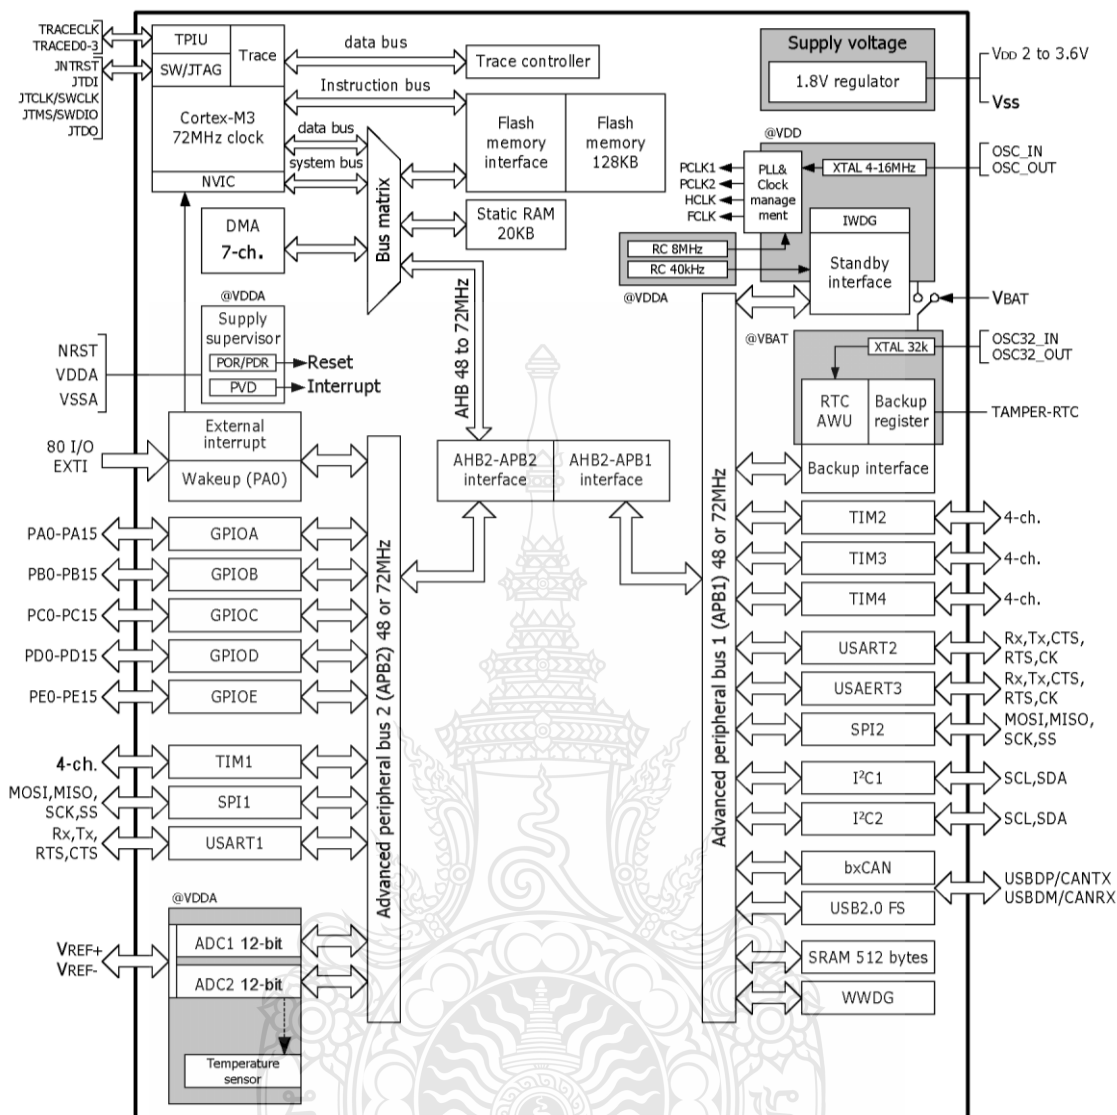 TRACECLK
TRACED0-3
JNTRST
JTDI
JTCLK/SWCLK
JTMS/SWDIO
JTDO
TPIU
Trace
SW/JTAG
Cortex-M3
72MHz clock
NVIC
data bus
Trace controller
Instruction bus
data bus
system bus
Bus matrix
Flash
memory
interface
Flash
memory
128KB
Static RAM
20KB
DMA
7-ch.
Supply voltage
1.8V regulator
VDD 2 to 3.6V
Vss
@VDD
PCLK1
PCLK2
HCLK
FCLK
PLL&
Clock
manage
ment
XTAL 4-16MHz
OSC_IN
OSC_OUT
IWDG
Standby
interface
RC 8MHz
RC 40kHz
@VDDA
VBAT
@VBAT
XTAL 32k
OSC32_IN
OSC32_OUT
RTC
AWU
Backup
register
TAMPER-RTC
Backup interface
@VDDA
Supply
supervisor
POR/PDR
Reset
PVD
Interrupt
NRST
VDDA
VSSA
AHB 48 to 72MHz
80 I/O
EXTI
External
interrupt
Wakeup (PA0)
AHB2-APB2
interface
AHB2-APB1
interface
Advanced peripheral bus 2 (APB2) 48 or 72MHz
Advanced peripheral bus 1 (APB1) 48 or 72MHz
PA0-PA15
GPIOA
PB0-PB15
GPIOB
PC0-PC15
GPIOC
PD0-PD15
GPIOD
PE0-PE15
GPIOE
4-ch.
TIM1
MOSI,MISO,
SCK,SS
SPI1
Rx,Tx,
RTS,CTS
USART1
@VDDA
VREF+
VREF-
ADC1 12-bit
ADC2 12-bit
Temperature
sensor
TIM2
4-ch.
TIM3
4-ch.
TIM4
4-ch.
USART2
Rx,Tx,CTS,
RTS,CK
USAERT3
Rx,Tx,CTS,
RTS,CK
SPI2
MOSI,MISO,
SCK,SS
I²C1
SCL,SDA
I²C2
SCL,SDA
bxCAN
USB2.0 FS
USBDP/CANTX
USBDM/CANRX
SRAM 512 bytes
WWDG